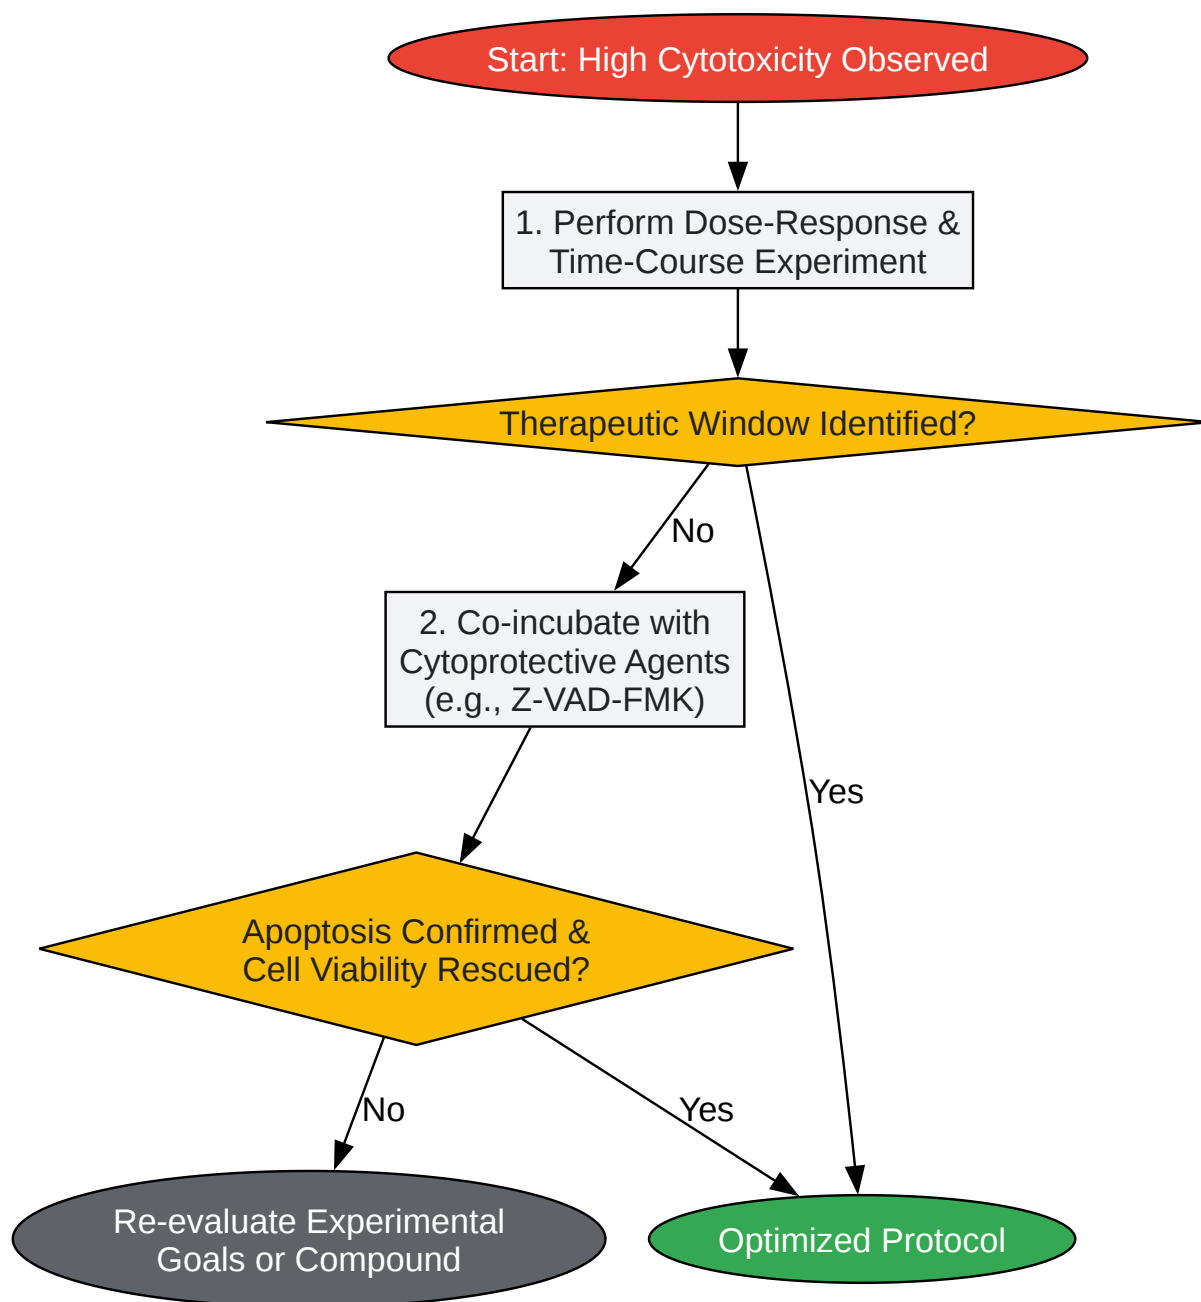 Start: High Cytotoxicity Observed
1. Perform Dose-Response &
Time-Course Experiment
Therapeutic Window Identified?
No
2. Co-incubate with
Cytoprotective Agents
(e.g., Z-VAD-FMK)
Yes
Apoptosis Confirmed &
Cell Viability Rescued?
No
Yes
Re-evaluate Experimental
Goals or Compound
Optimized Protocol